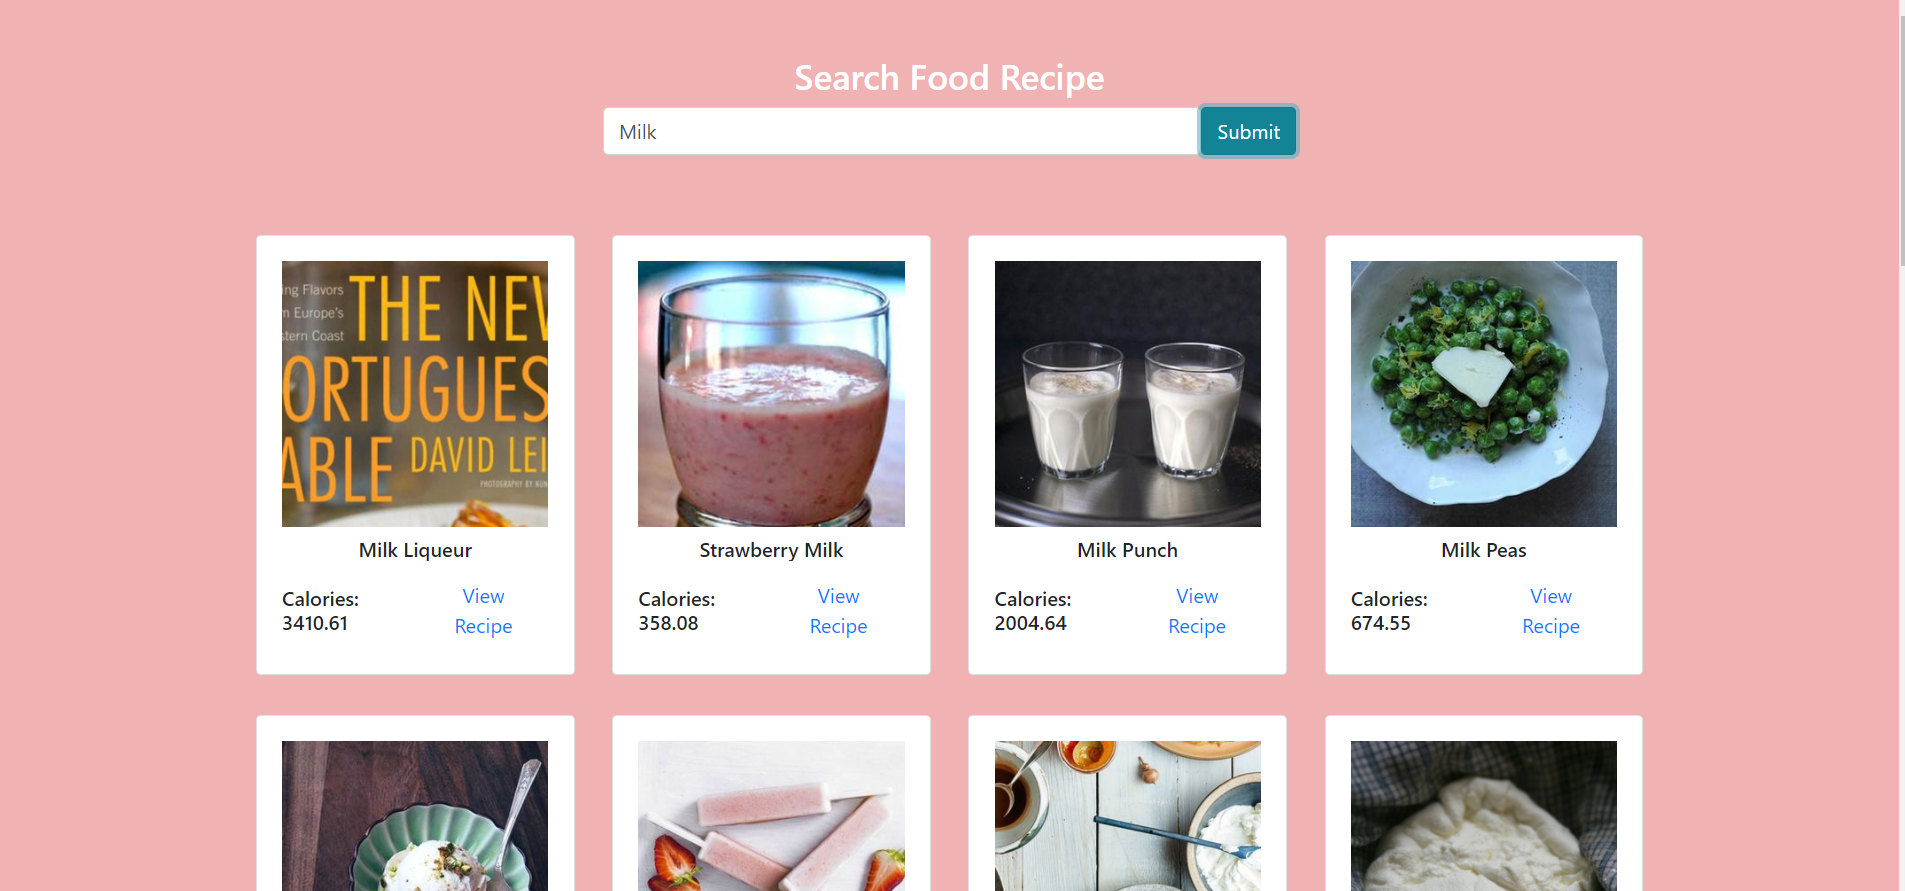 Search Food Recipe
Milk
Submit
ing Flavors
m Europe's
stern Coast
THE NEW
ORTUGUES
ABLE
DAVID LEI
PHOTOGRAPHY BY NUN
Milk Liqueur
Calories:
3410.61
View
Recipe
Strawberry Milk
Calories:
358.08
View
Recipe
Milk Punch
Calories:
2004.64
View
Recipe
Milk Peas
Calories:
674.55
View
Recipe